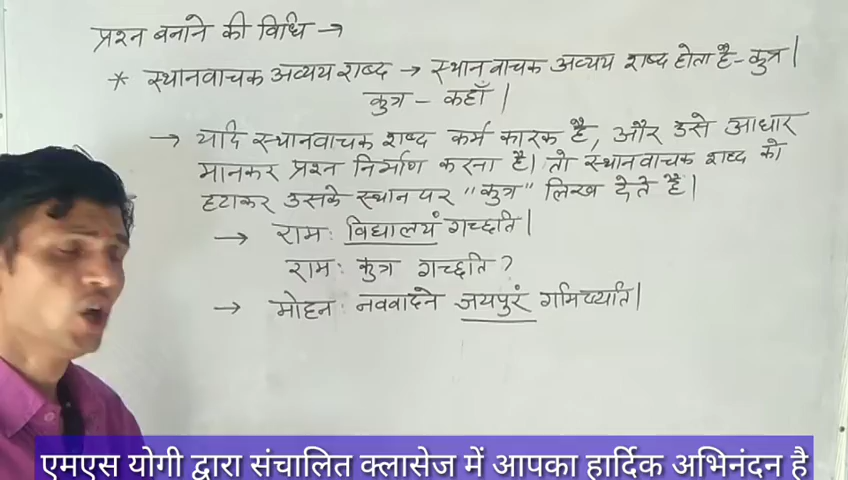 प्रश्न बनाने की विधि →
* स्थानवाचक अव्यय शब्द → स्थानवाचक अव्यय शब्द होता है - कुत्र|
कुत्र - कहाँ|
→ यदि स्थानवाचक शब्द कर्म कारक है, और उसे आधार
मानकर प्रश्न निर्माण करना है। तो स्थानवाचक शब्द को
हटाकर उसके स्थान पर "कुत्र" लिख देते है|
→ रामः विद्यालयं गच्छति|
रामः कुत्र गच्छति?
→ मोहनः नववादने जयपुरं गमिष्यति|
एमएस योगी द्वारा संचालित क्लासेज में आपका हार्दिक अभिनंदन है